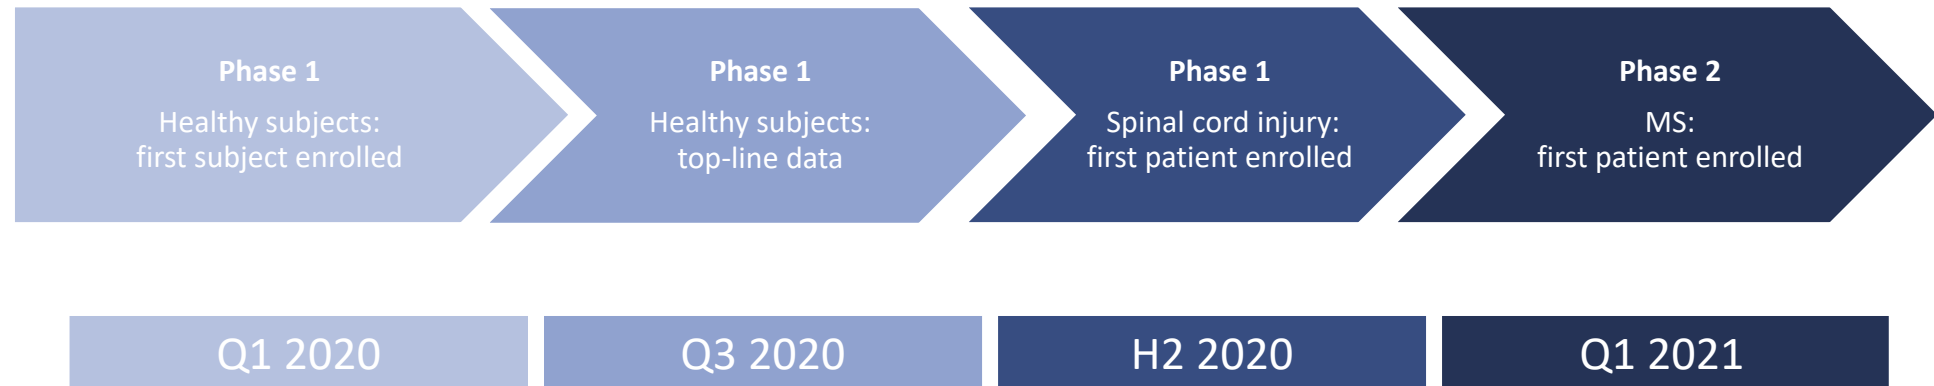 Phase 1
Healthy subjects:
first subject enrolled
Phase 1
Healthy subjects:
top-line data
Phase 1
Spinal cord injury:
first patient enrolled
Phase 2
MS:
first patient enrolled
Q1 2020
Q3 2020
H2 2020
Q1 2021